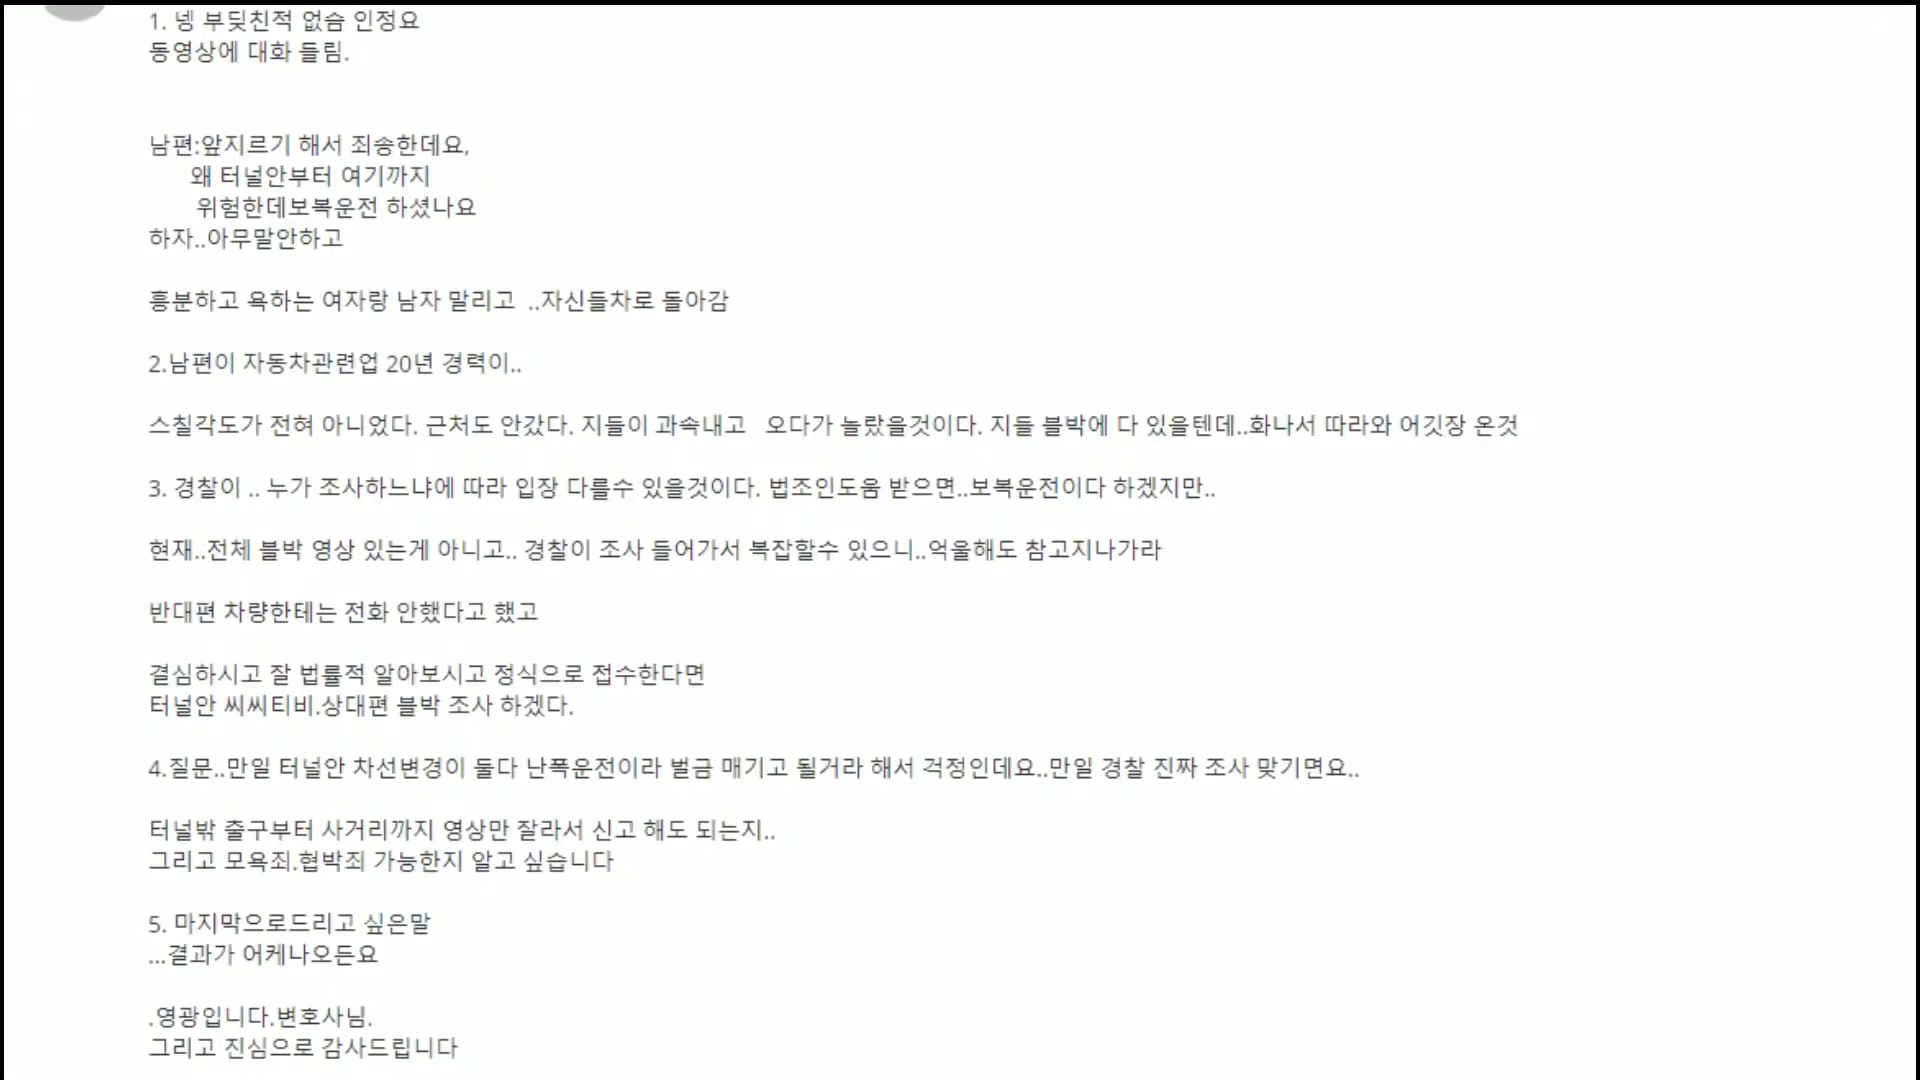 1. 넹 부딪친적 없슴 인정요
동영상에 대화 들림.
남편:앞지르기 해서 죄송한데요,
왜 터널안부터 여기까지
위험한데보복운전 하셨나요
하자..아무말안하고
흥분하고 욕하는 여자랑 남자 말리고 ..자신들차로 돌아감
2.남편이 자동차관련업 20년 경력이..
스칠각도가 전혀 아니었다. 근처도 안갔다. 지들이 과속내고 오다가 놀랐을것이다. 지들 블박에 다 있을텐데..화나서 따라와 어깃장 온것
3. 경찰이 .. 누가 조사하느냐에 따라 입장 다를수 있을것이다. 법조인도움 받으면..보복운전이다 하겠지만..
현재..전체 블박 영상 있는게 아니고.. 경찰이 조사 들어가서 복잡할수 있으니..억울해도 참고지나가라
반대편 차량한테는 전화 안했다고 했고
결심하시고 잘 법률적 알아보시고 정식으로 접수한다면
터널안 씨씨티비.상대편 블박 조사 하겠다.
4.질문..만일 터널안 차선변경이 둘다 난폭운전이라 벌금 매기고 될거라 해서 걱정인데요..만일 경찰 진짜 조사 맞기면요..
터널밖 출구부터 사거리까지 영상만 잘라서 신고 해도 되는지..
그리고 모욕죄.협박죄 가능한지 알고 싶습니다
5. 마지막으로드리고 싶은말
...결과가 어케나오든요
.영광입니다.변호사님.
그리고 진심으로 감사드립니다